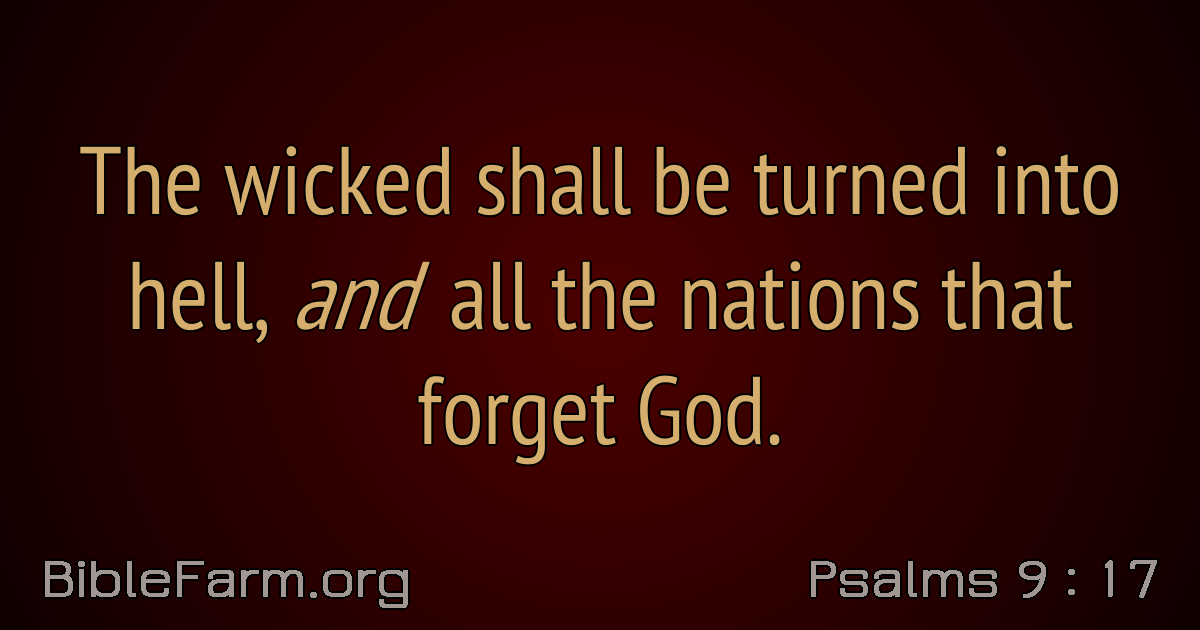 The wicked shall be turned into
hell, and all the nations that
forget God.
BibleFarm.org
Psalms 9 : 17